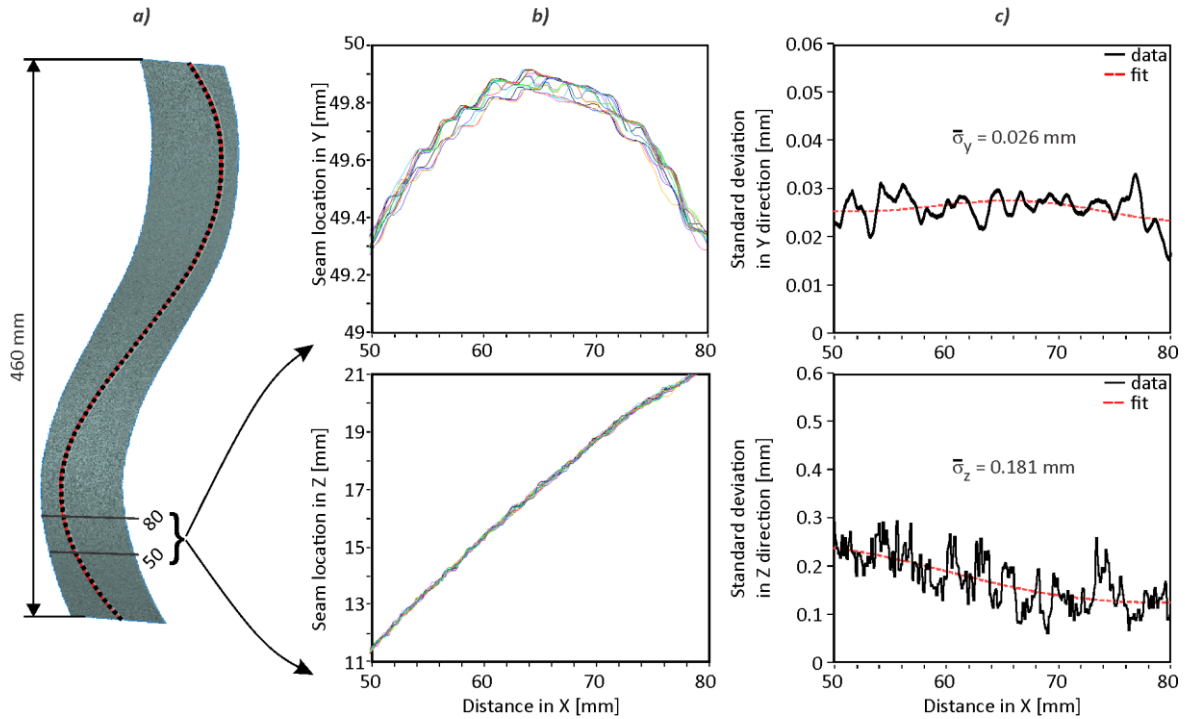 a)
b)
c)
460 mm
80
50
50
49.8
49.6
49.4
49.2
49
Seam location in Y [mm]
50 60 70 80
21
19
17
15
13
11
Seam location in Z [mm]
50 60 70 80
Distance in X [mm]
0.06
0.05
0.04
0.03
0.02
0.01
0
Standard deviation
in Y direction [mm]
data
fit
σ̅y = 0.026 mm
50 60 70 80
0.6
0.5
0.4
0.3
0.2
0.1
0
Standard deviation
in Z direction [mm]
data
fit
σ̅z = 0.181 mm
50 60 70 80
Distance in X [mm]